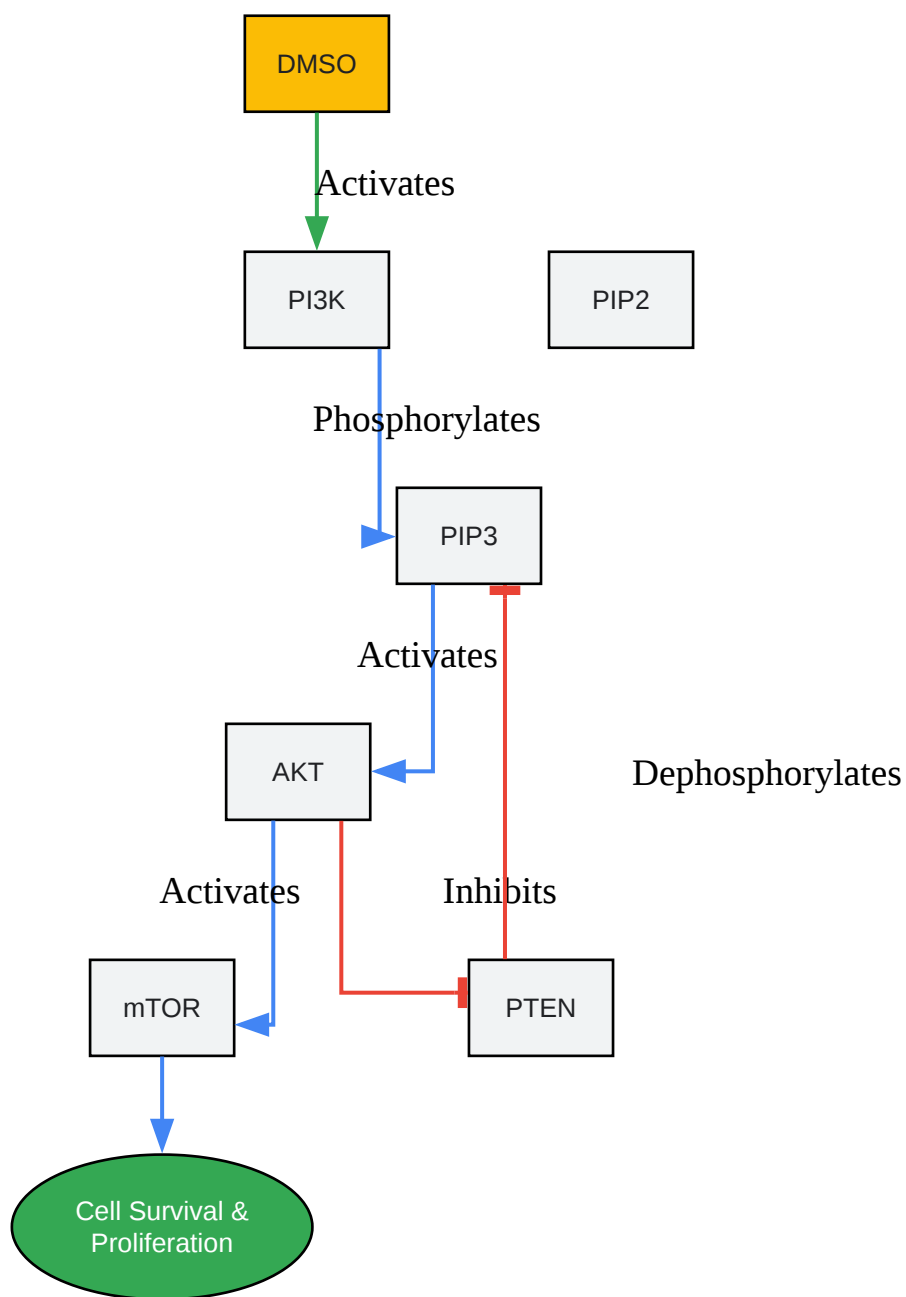 DMSO
Activates
PI3K
PIP2
Phosphorylates
PIP3
Activates
AKT
Dephosphorylates
Activates
Inhibits
mTOR
PTEN
Cell Survival &
Proliferation